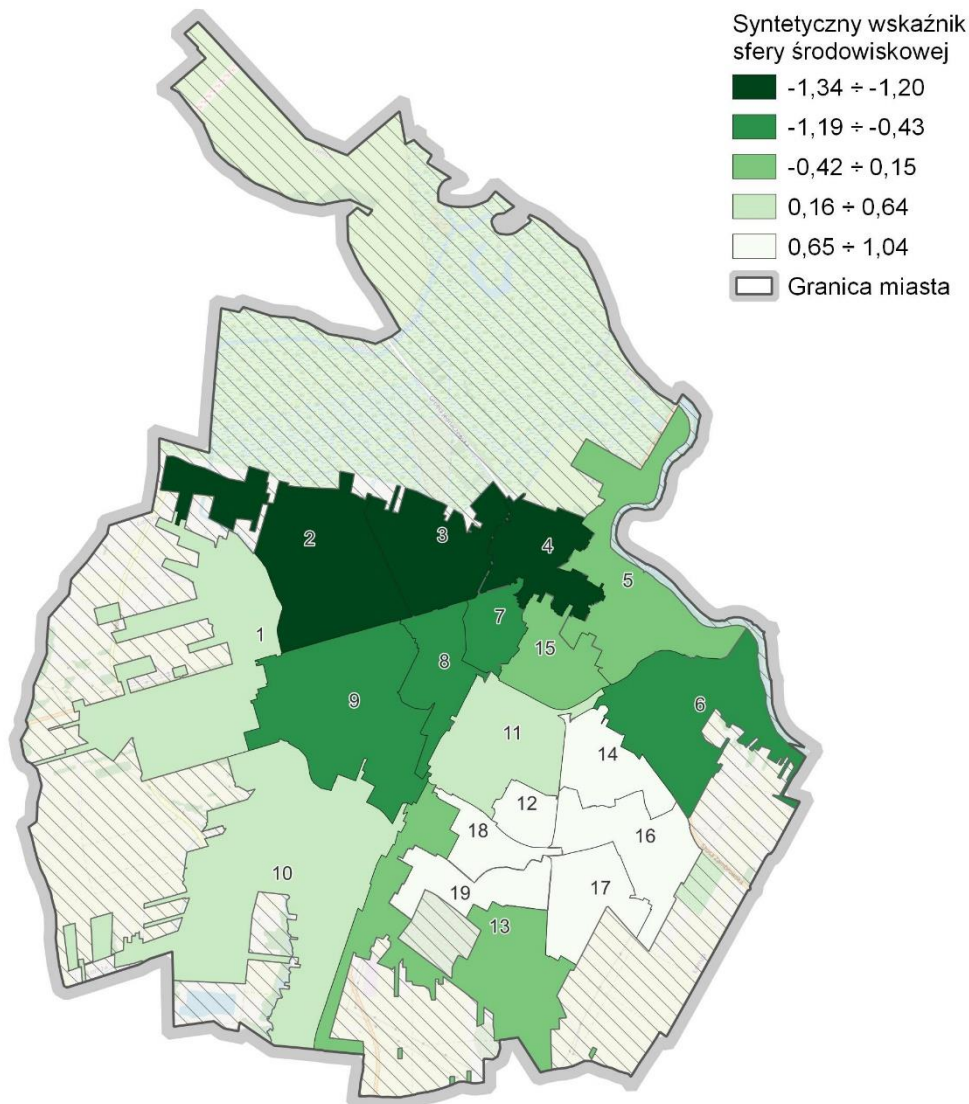 Syntetyczny wskaźnik
sfery środowiskowej
-1,34 ÷ -1,20
-1,19 ÷ -0,43
-0,42 ÷ 0,15
0,16 ÷ 0,64
0,65 ÷ 1,04
Granica miasta
2
3
4
5
1
7
15
8
9
6
11
14
12
18
16
10
19
17
13